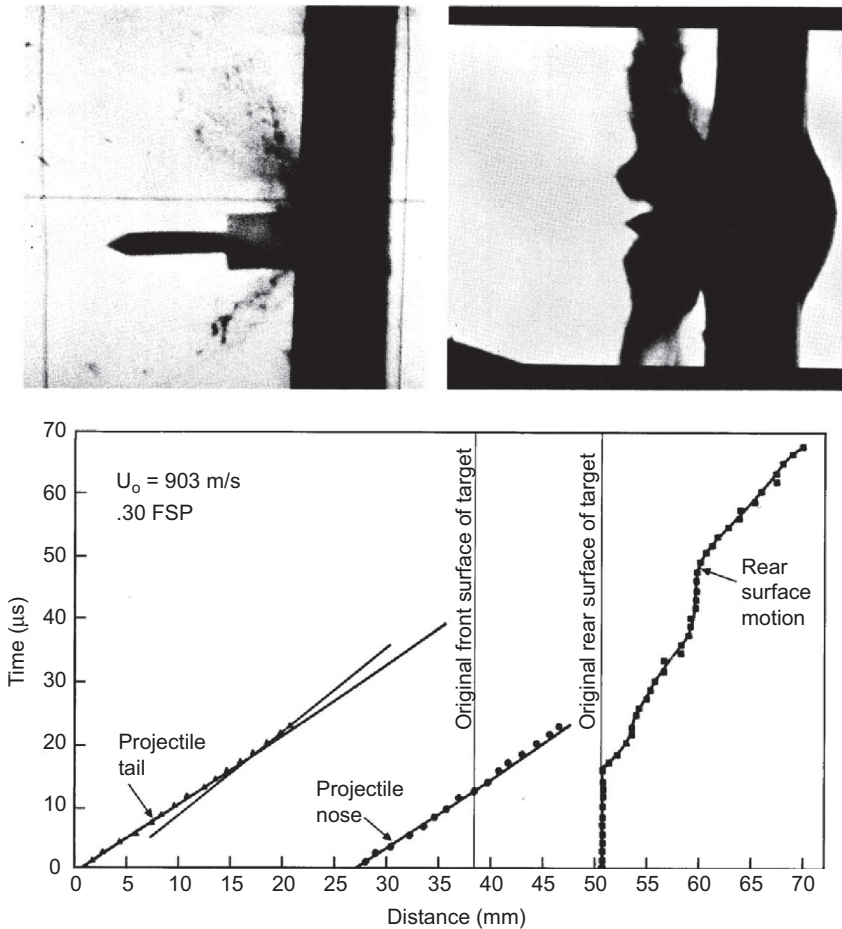 70
60
50
40
30
20
10
0
Time (μs)
U₀ = 903 m/s
.30 FSP
Projectile
tail
Projectile
nose
Original front surface of target
Original rear surface of target
Rear
surface
motion
0 5 10 15 20 25 30 35 40 45 50 55 60 65 70
Distance (mm)